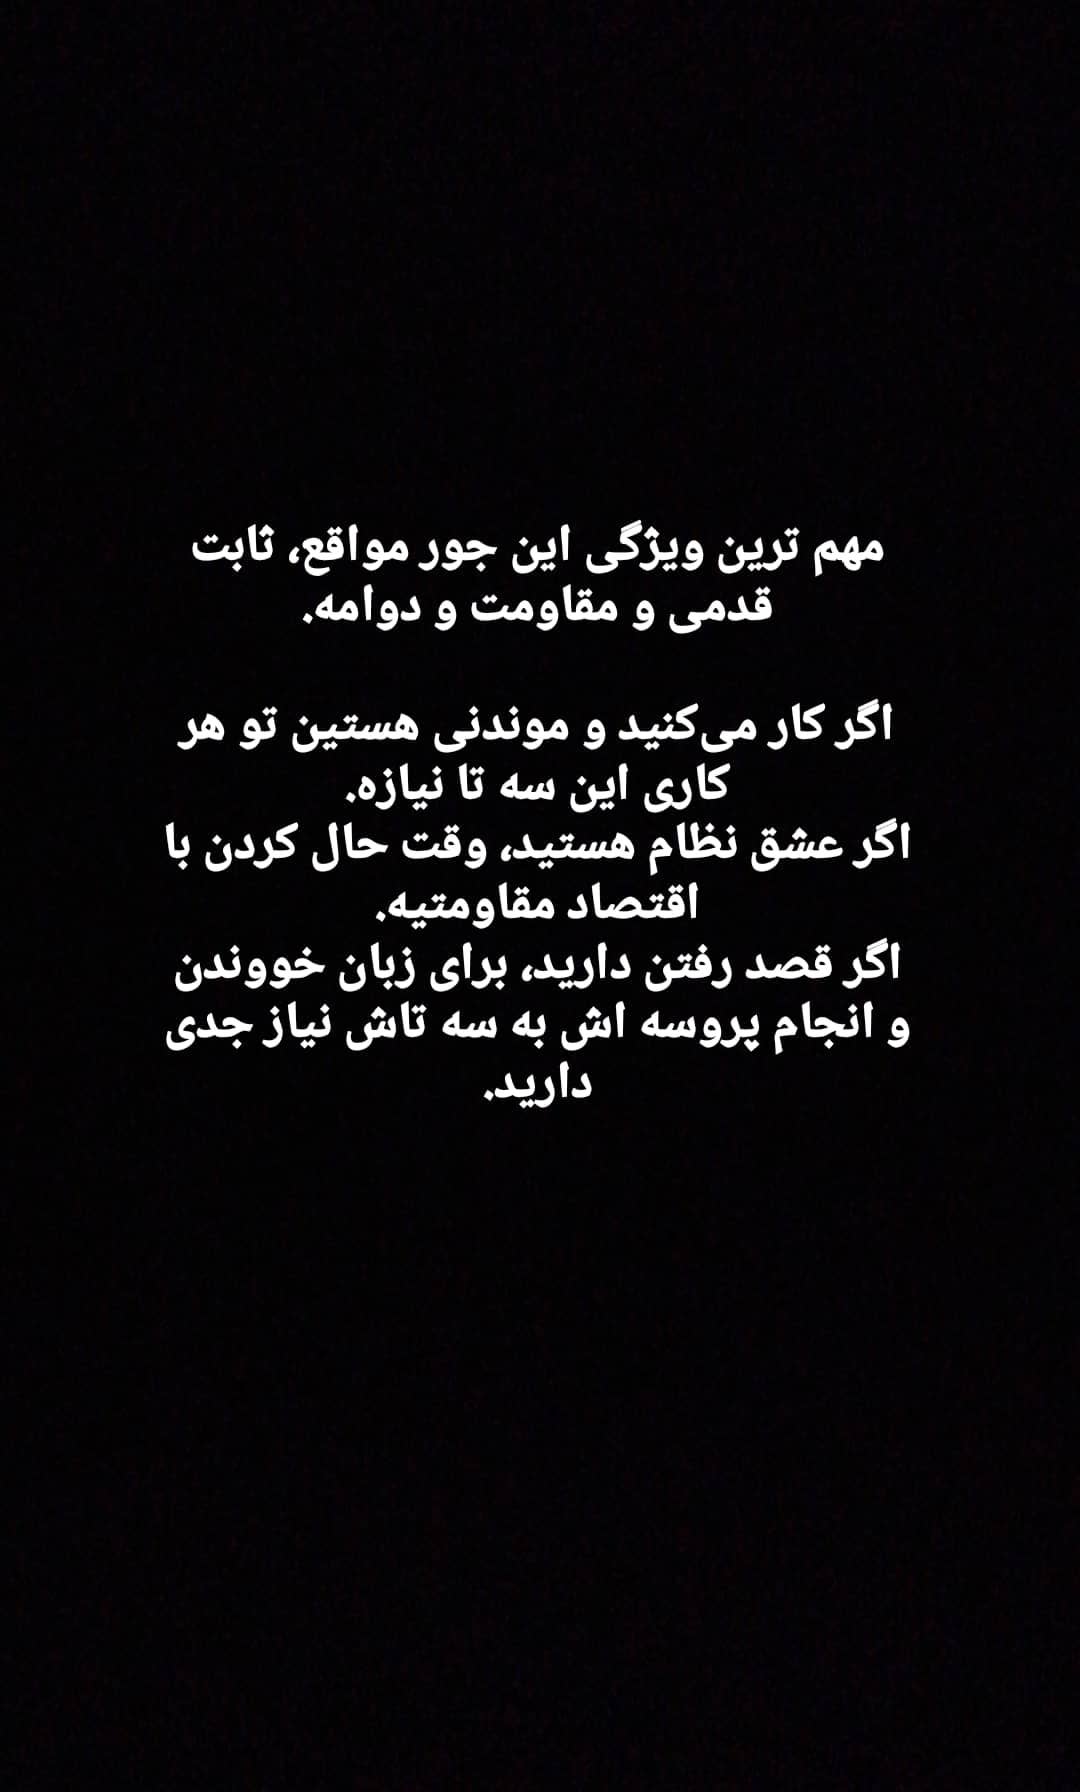 مهم ترین ویژگی این جور مواقع، ثابت
قدمی و مقاومت و دوامه.
اگر کار می‌کنید و موندنی هستین تو هر
کاری این سه تا نیازه.
اگر عشق نظام هستید، وقت حال کردن با
اقتصاد مقاومتیه.
اگر قصد رفتن دارید، برای زبان خووندن
و انجام پروسه اش به سه تاش نیاز جدی
دارید.